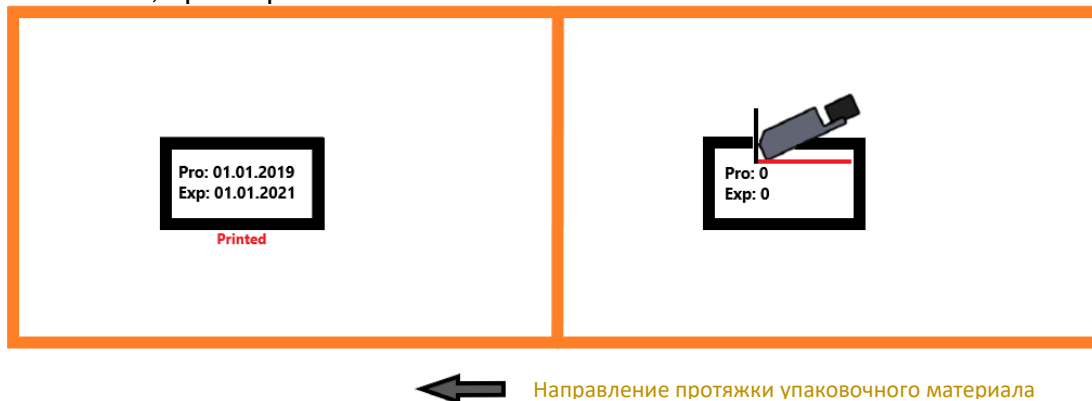 Pro: 01.01.2019
Exp: 01.01.2021
Printed
Pro: 0
Exp: 0
Направление протяжки упаковочного материала